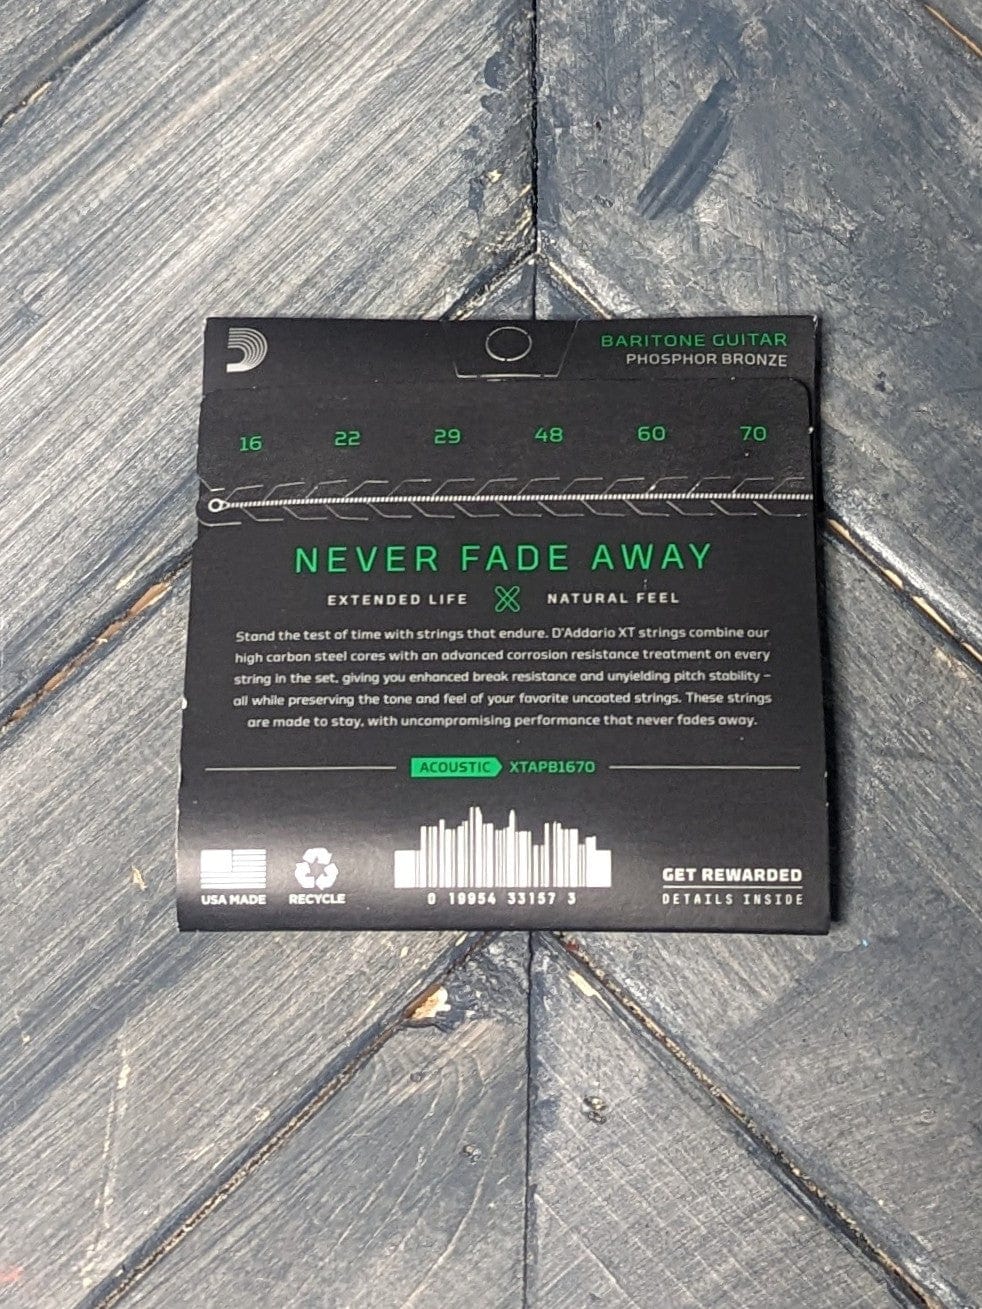 BARITONE GUITAR
PHOSPHOR BRONZE
16 22 29 48 60 70
NEVER FADE AWAY
EXTENDED LIFE NATURAL FEEL
Stand the test of time with strings that endure. D'Addario XT strings combine our
high carbon steel cores with an advanced corrosion resistance treatment on every
string in the set, giving you enhanced break resistance and unyielding pitch stability –
all while preserving the tone and feel of your favorite uncoated strings. These strings
are made to stay, with uncompromising performance that never fades away.
ACOUSTIC XTAPB1670
USA MADE
RECYCLE
0 19954 33157 3
GET REWARDED
DETAILS INSIDE